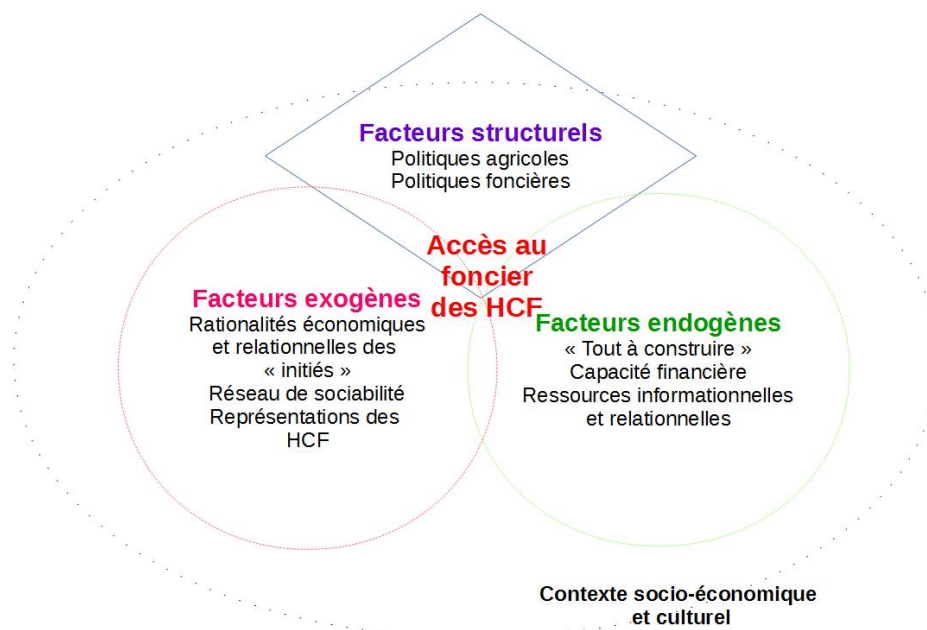 Facteurs structurels
Politiques agricoles
Politiques foncières
Accès au
foncier
des HCF
Facteurs exogènes
Rationalités économiques
et relationnelles des
« initiés »
Réseau de sociabilité
Représentations des
HCF
Facteurs endogènes
« Tout à construire »
Capacité financière
Ressources informationnelles
et relationnelles
Contexte socio-économique
et culturel